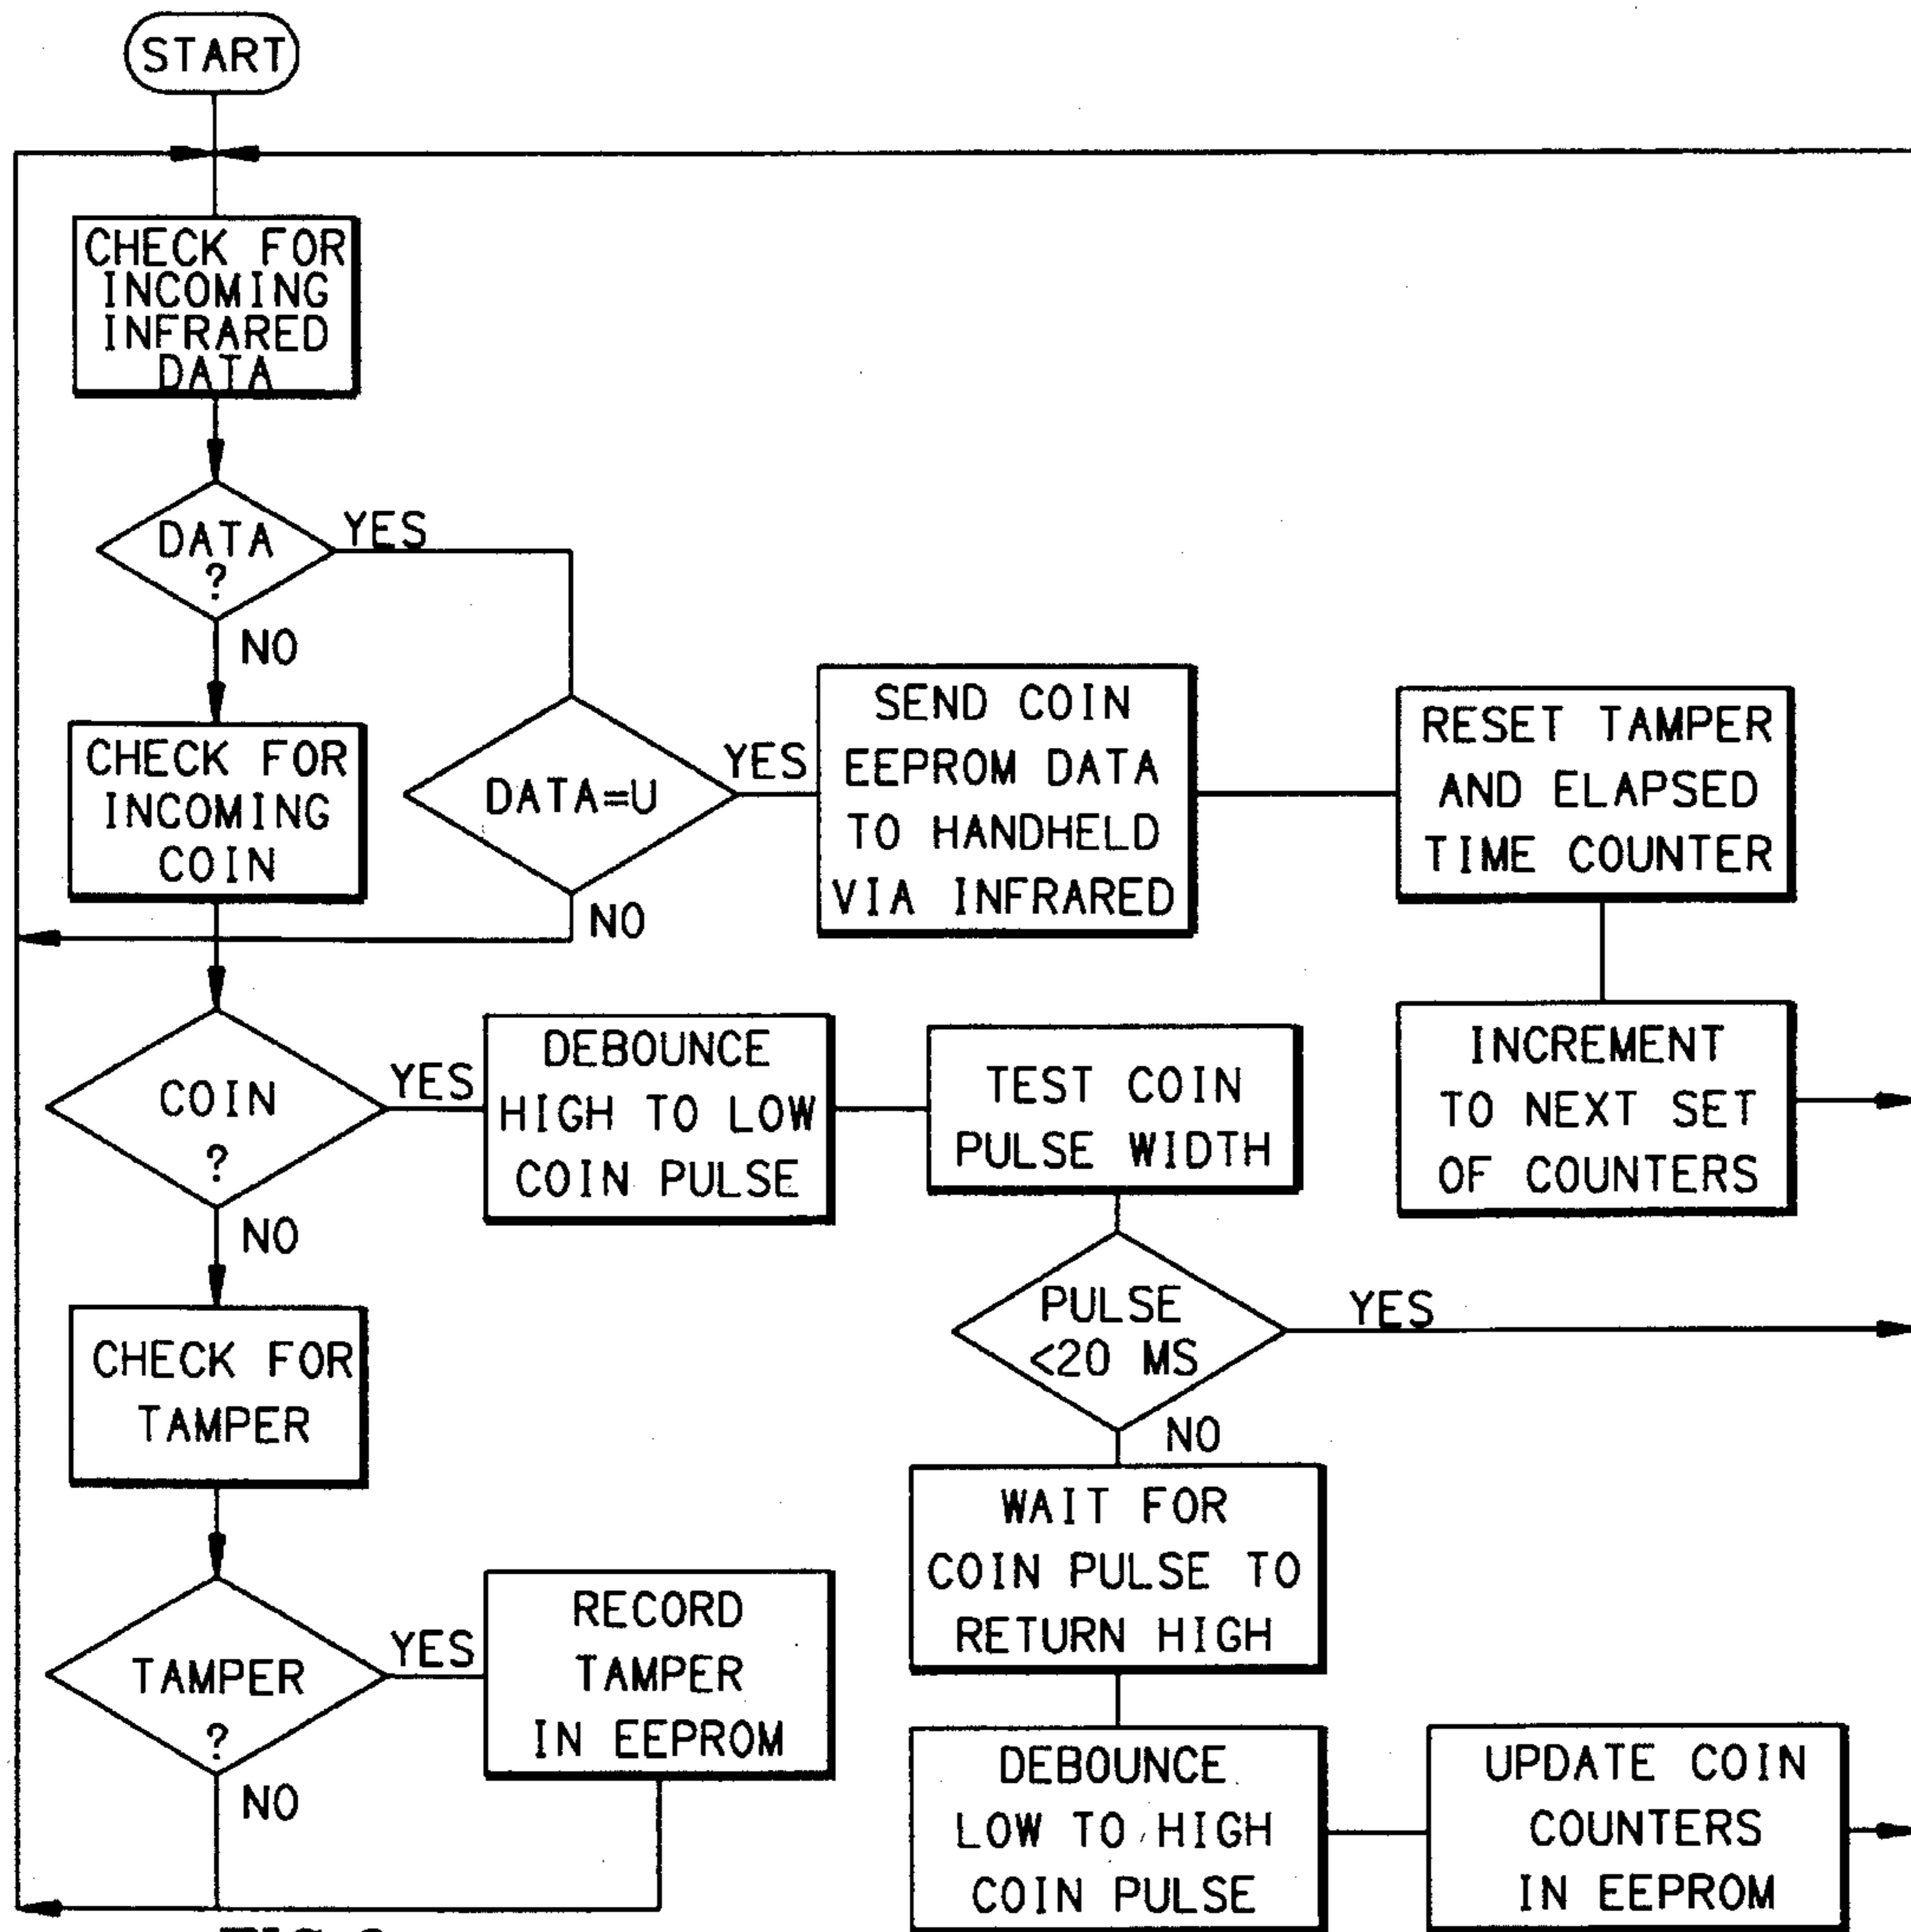 START
CHECK FOR
INCOMING
INFRARED
DATA
DATA
?
YES
NO
CHECK FOR
INCOMING
COIN
DATA=U
YES
NO
SEND COIN
EEPROM DATA
TO HANDHELD
VIA INFRARED
RESET TAMPER
AND ELAPSED
TIME COUNTER
INCREMENT
TO NEXT SET
OF COUNTERS
COIN
?
YES
NO
DEBOUNCE
HIGH TO LOW
COIN PULSE
TEST COIN
PULSE WIDTH
PULSE
<20 MS
YES
NO
CHECK FOR
TAMPER
WAIT FOR
COIN PULSE TO
RETURN HIGH
TAMPER
?
YES
NO
RECORD
TAMPER
IN EEPROM
DEBOUNCE
LOW TO HIGH
COIN PULSE
UPDATE COIN
COUNTERS
IN EEPROM